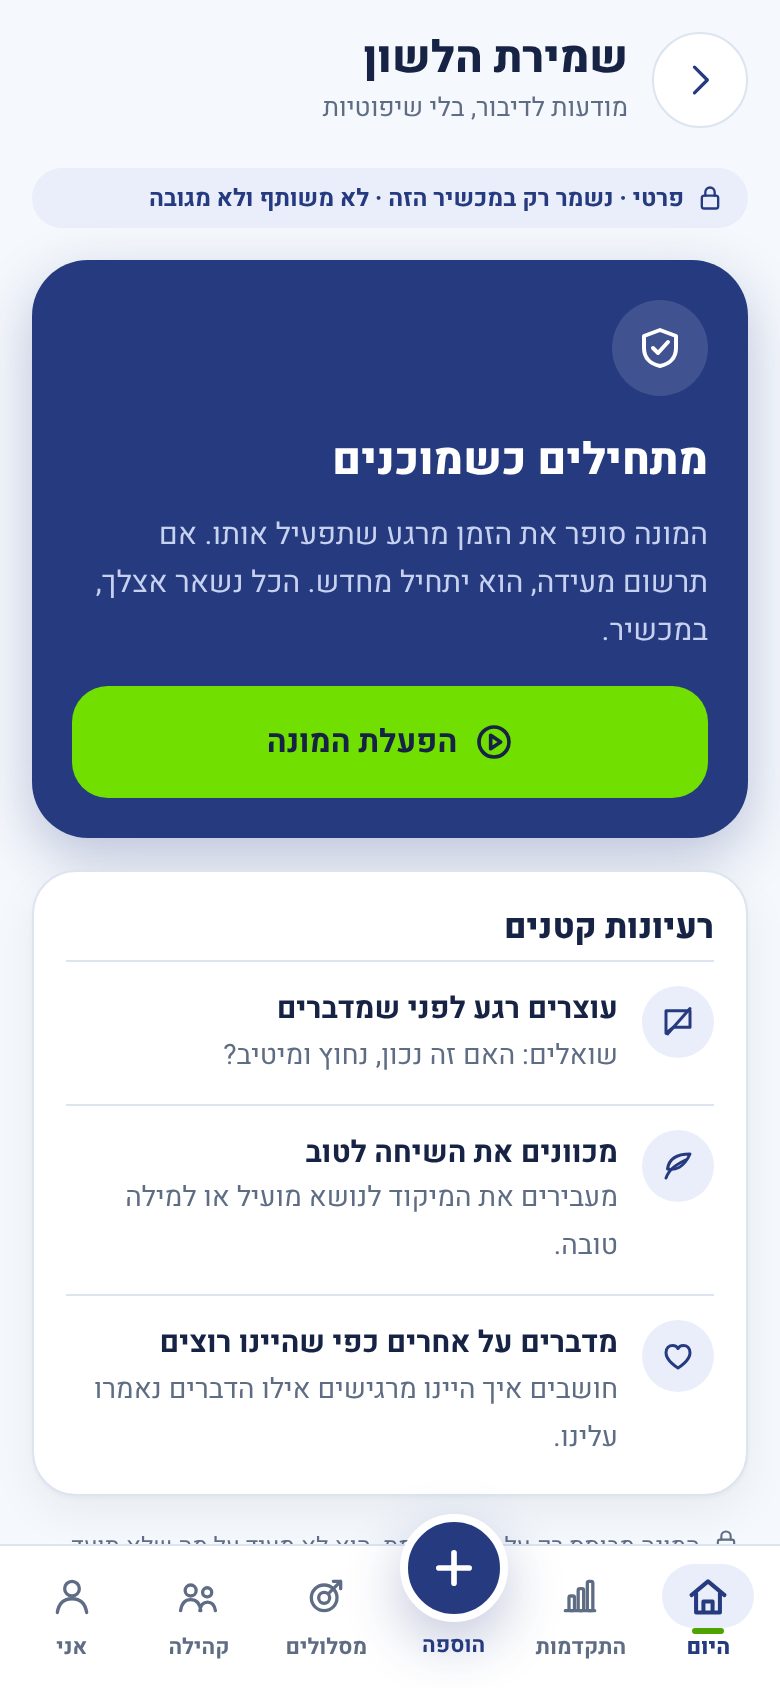 שמירת הלשון
מודעות לדיבור, בלי שיפוטיות
פרטי · נשמר רק במכשיר הזה · לא משותף ולא מגובה
מתחילים כשמוכנים
המונה סופר את הזמן מרגע שתפעיל אותו. אם
תרשום מעידה, הוא יתחיל מחדש. הכל נשאר אצלך,
במכשיר.
הפעלת המונה
רעיונות קטנים
עוצרים רגע לפני שמדברים
שואלים: האם זה נכון, נחוץ ומיטיב?
מכוונים את השיחה לטוב
מעבירים את המיקוד לנושא מועיל או למילה
טובה.
מדברים על אחרים כפי שהיינו רוצים
חושבים איך היינו מרגישים אילו הדברים נאמרו
עלינו.
היום
התקדמות
הוספה
מסלולים
קהילה
אני